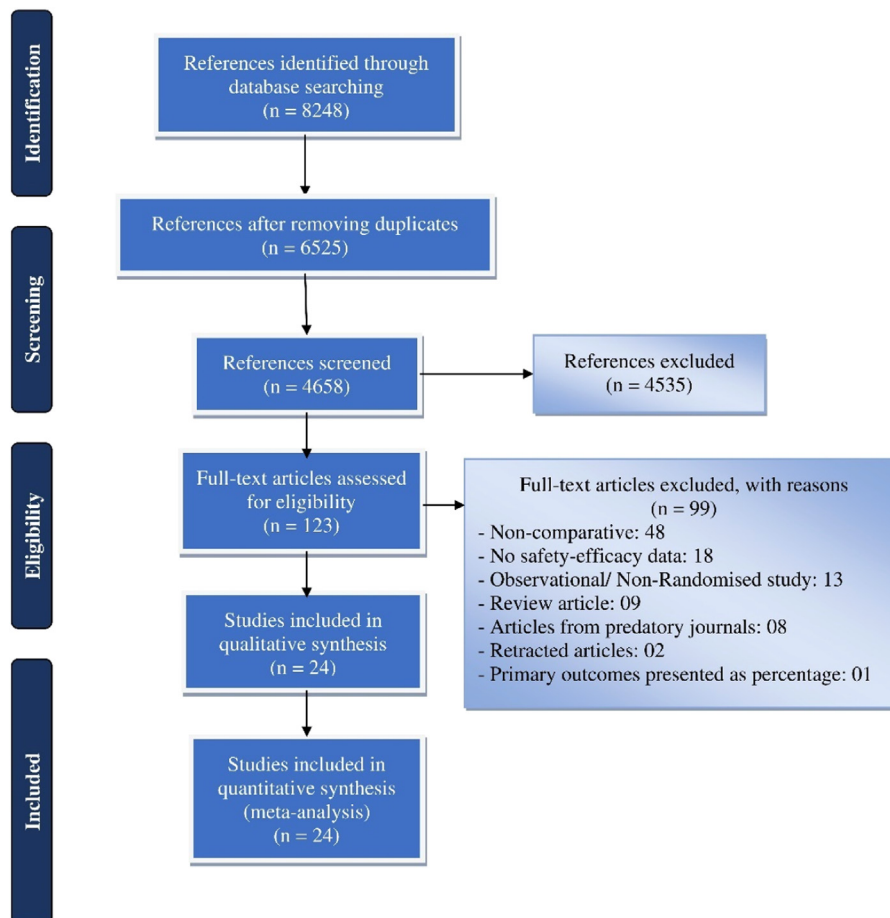 Identification
References identified through
database searching
(n = 8248)
References after removing duplicates
(n = 6525)
Screening
References screened
(n = 4658)
References excluded
(n = 4535)
Eligibility
Full-text articles assessed
for eligibility
(n = 123)
Full-text articles excluded, with reasons
(n = 99)
- Non-comparative: 48
- No safety-efficacy data: 18
- Observational/ Non-Randomised study: 13
- Review article: 09
- Articles from predatory journals: 08
- Retracted articles: 02
- Primary outcomes presented as percentage: 01
Studies included in
qualitative synthesis
(n = 24)
Included
Studies included in
quantitative synthesis
(meta-analysis)
(n = 24)